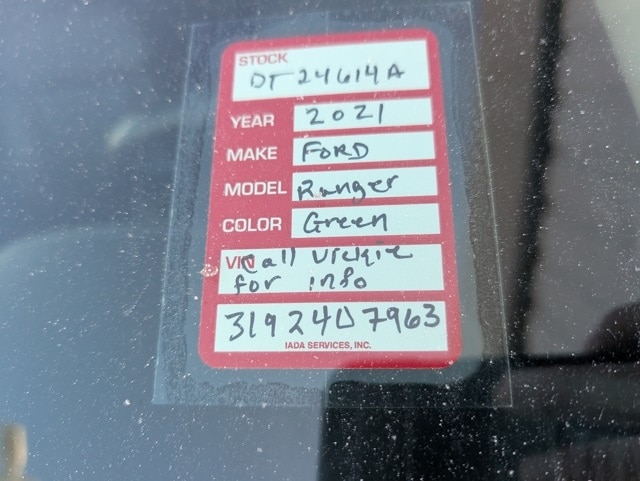 STOCK
DT24614A
YEAR 2021
MAKE FORD
MODEL Ranger
COLOR Green
VIN Call Vickie
for info
3192407963
IADA SERVICES, INC.